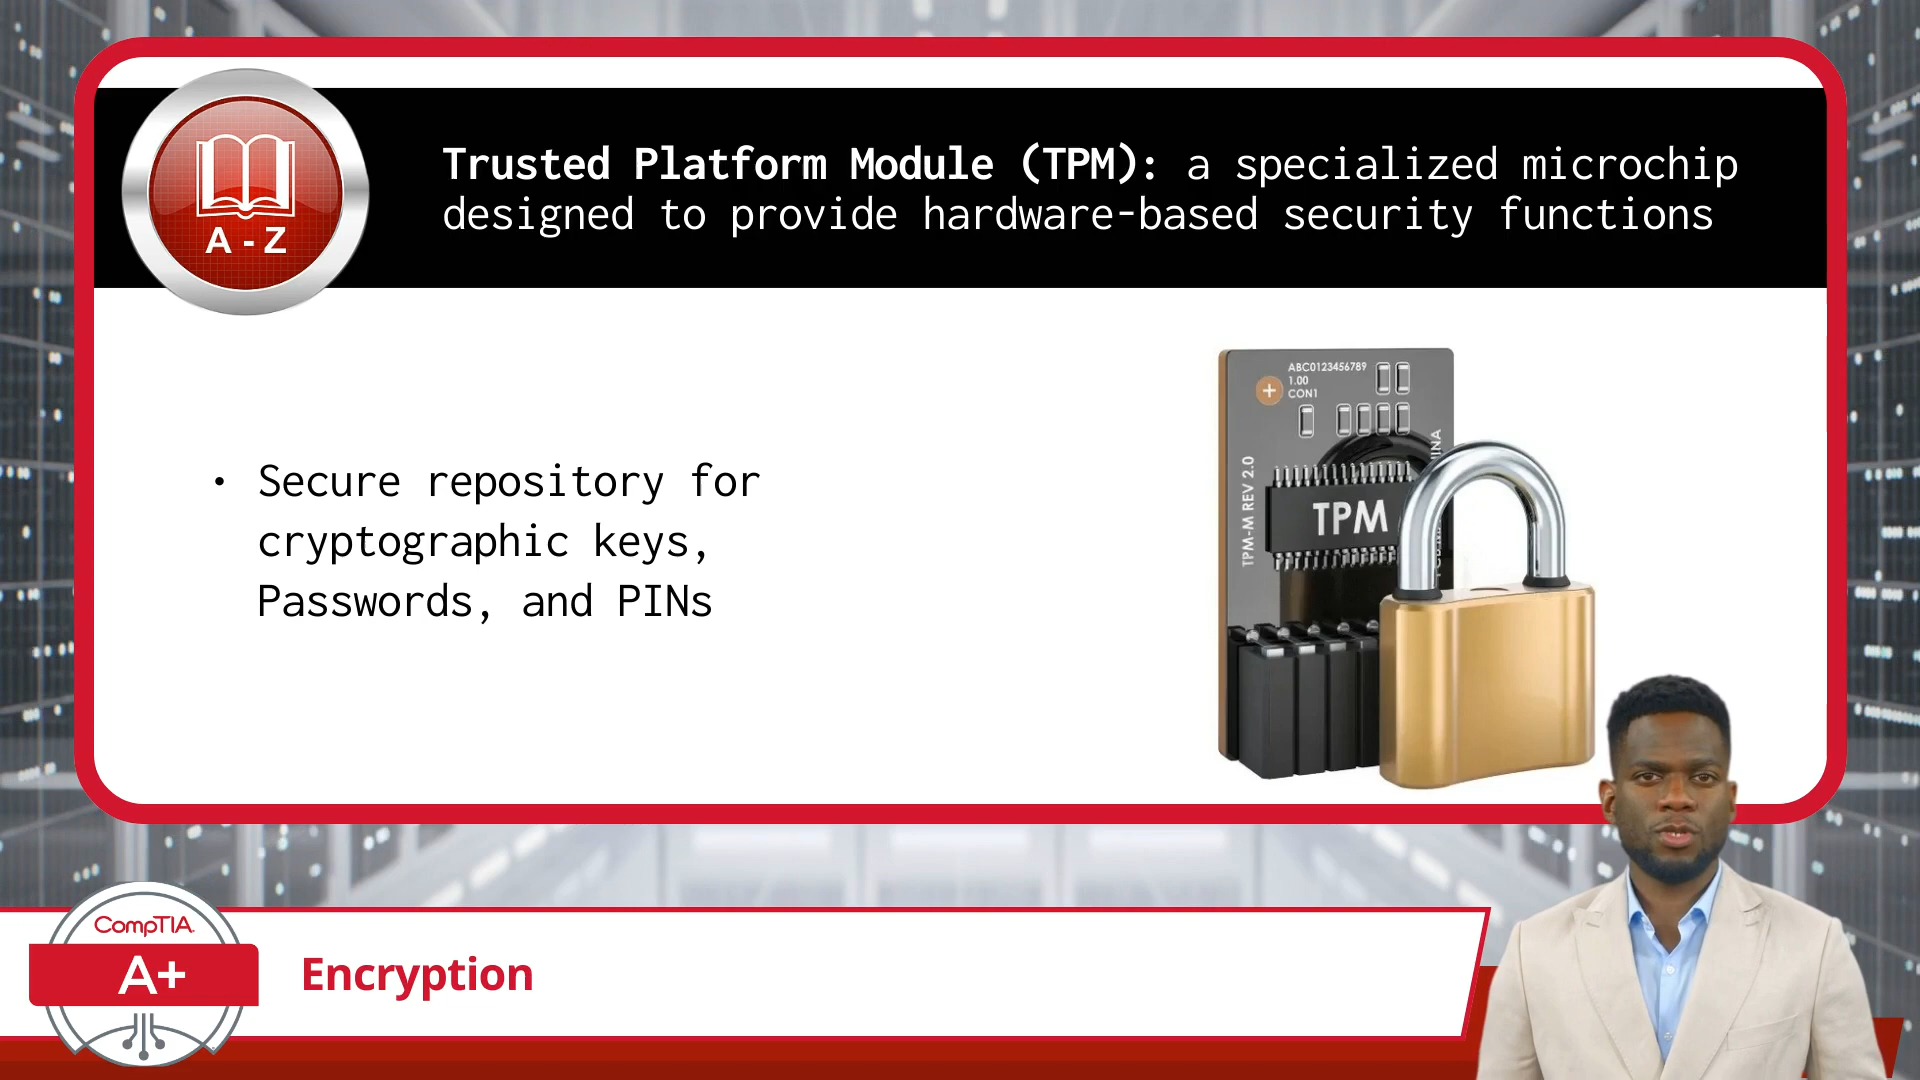 Trusted Platform Module (TPM): a specialized microchip
designed to provide hardware-based security functions
A - Z
• Secure repository for
cryptographic keys,
Passwords, and PINs
ABC0123456789
1.00
CON1
TPM-M REV 2.0
TPM
CompTIA.
A+
Encryption